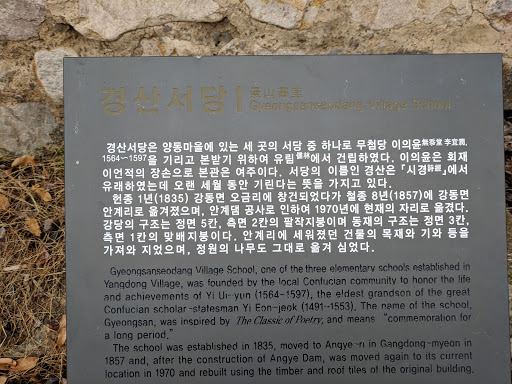 경산서당 景山書堂
Gyeongsanseodang Village School
경산서당은 양동마을에 있는 세 곳의 서당 중 하나로 무첨당 이의윤無忝堂 李宜潤,
1564~1597을 기리고 본받기 위하여 유림儒林에서 건립하였다. 이의윤은 회재
이언적의 장손으로 본관은 여주이다. 서당의 이름인 경산은 「시경詩經」에서
유래하였는데 오랜 세월 동안 기린다는 뜻을 가지고 있다.
헌종 1년(1835) 강동면 오금리에 창건되었다가 철종 8년(1857)에 강동면
안계리로 옮겨졌으며, 안계댐 공사로 인하여 1970년에 현재의 자리로 옮겼다.
강당의 구조는 정면 5칸, 측면 2칸의 팔작지붕이며 동재의 구조는 정면 3칸,
측면 1칸의 맞배지붕이다. 안계리에 세워졌던 건물의 목재와 기와 등을
가져와 지었으며, 정원의 나무도 그대로 옮겨 심었다.
Gyeongsanseodang Village School, one of the three elementary schools established in
Yangdong Village, was founded by the local Confucian community to honor the life
and achievements of Yi Ui- yun (1564-1597), the eldest grandson of the great
Confucian scholar-statesman Yi Eon-jeok (1491-1553). The name of the school,
Gyeongsan, was inspired by The Classic of Poetry, and means "commemoration for
a long period."
The school was established in 1835, moved to Angye-ri in Gangdong-myeon in
1857 and, after the construction of Angye Dam, was moved again to its current
location in 1970 and rebuilt using the timber and roof tiles of the original building.